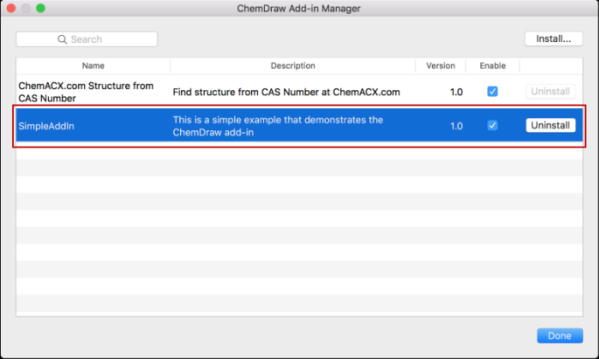 ChemDraw Add-in Manager
Search
Install...
Name Description Version Enable
ChemACX.com Structure from
CAS Number
Find structure from CAS Number at ChemACX.com
1.0
Uninstall
SimpleAddIn
This is a simple example that demonstrates the
ChemDraw add-in
1.0
Uninstall
Done